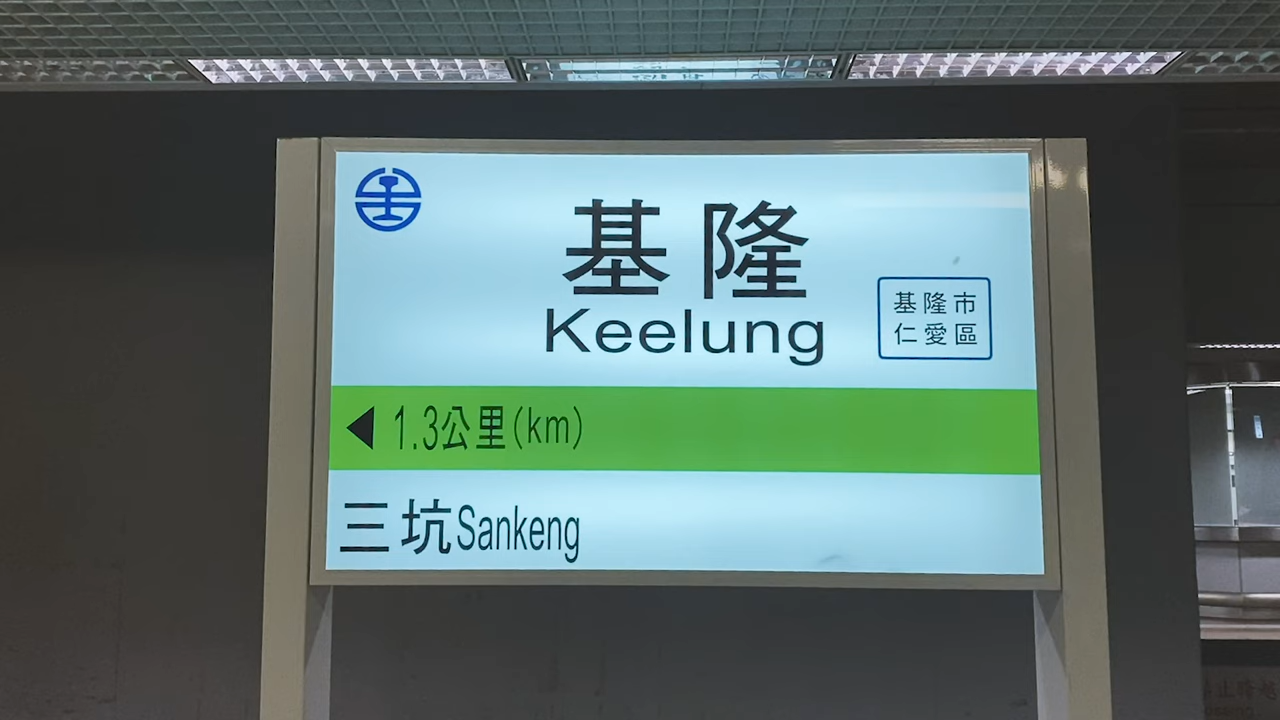 基隆
Keelung
基隆市
仁愛區
◀ 1.3公里(km)
三坑Sankeng